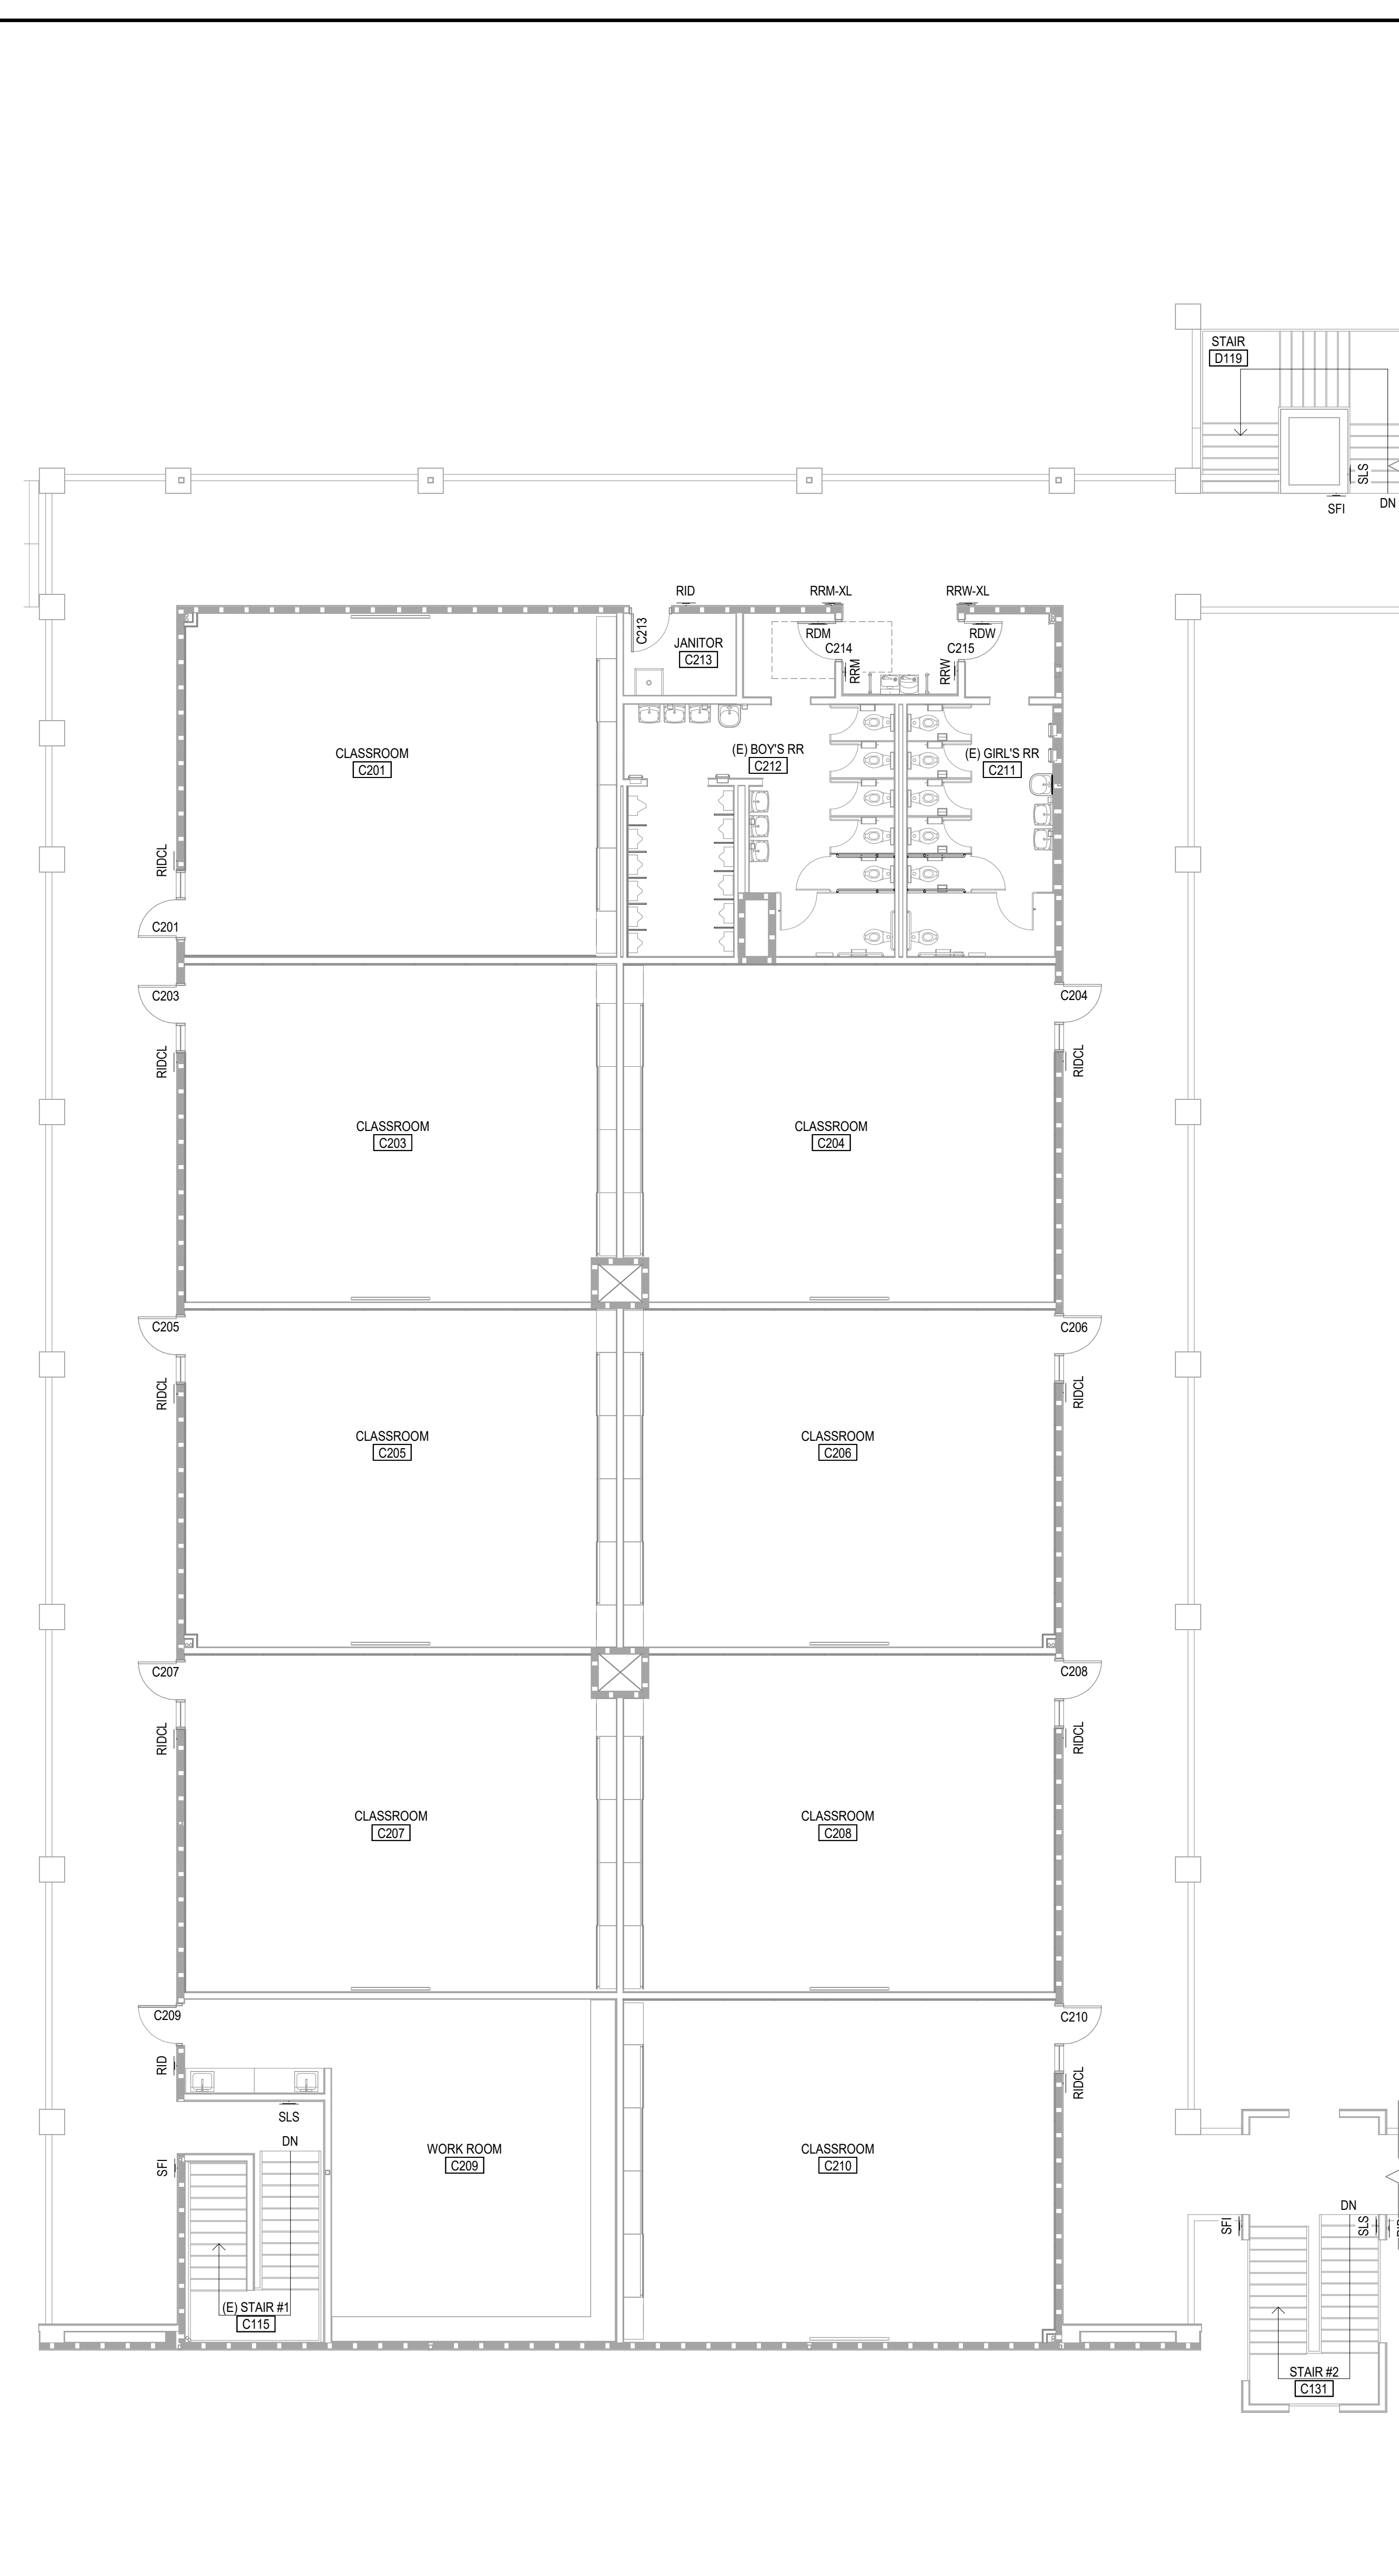 STAIR
D119
SLS
SFI
DN
RID
RRM-XL
RRW-XL
C213
JANITOR
C213
RDM
C214
RRM
RDW
C215
RRW
CLASSROOM
C201
(E) BOY'S RR
C212
(E) GIRL'S RR
C211
RIDCL
C201
C203
C204
RIDCL
RIDCL
CLASSROOM
C203
CLASSROOM
C204
C205
C206
RIDCL
RIDCL
CLASSROOM
C205
CLASSROOM
C206
C207
C208
RIDCL
RIDCL
CLASSROOM
C207
CLASSROOM
C208
C209
C210
RID
RIDCL
SLS
DN
SFI
WORK ROOM
C209
CLASSROOM
C210
DN
SFI
SLS
(E) STAIR #1
C115
STAIR #2
C131